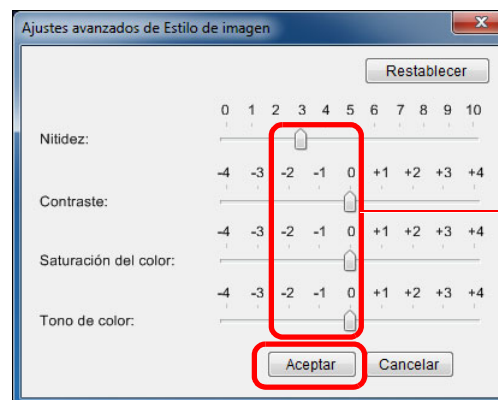 Ajustes avanzados de Estilo de imagen
Restablecer
0 1 2 3 4 5 6 7 8 9 10
Nitidez:
-4 -3 -2 -1 0 +1 +2 +3 +4
Contraste:
-4 -3 -2 -1 0 +1 +2 +3 +4
Saturación del color:
-4 -3 -2 -1 0 +1 +2 +3 +4
Tono de color:
Aceptar Cancelar